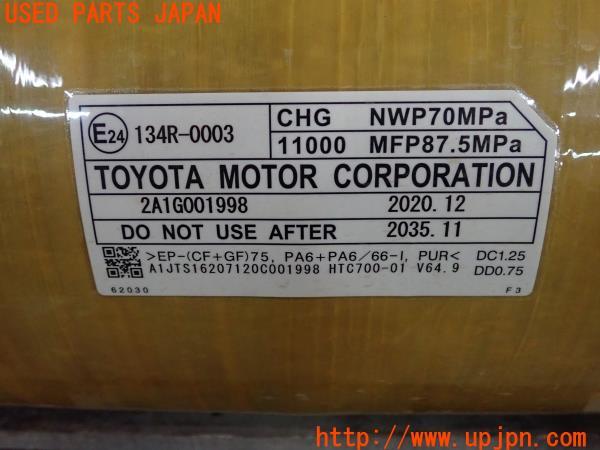 USED PARTS JAPAN
E24 134R-0003
CHG NWP70MPa
11000 MFP87.5MPa
TOYOTA MOTOR CORPORATION
2A1G001998 2020.12
DO NOT USE AFTER 2035.11
>EP-(CF+GF)75, PA6+PA6/66-I, PUR< DC1.25
A1JTS16207120C001998 HTC700-01 V64.9 DD0.75
62030 F3
UPJ http://www.upjpn.com